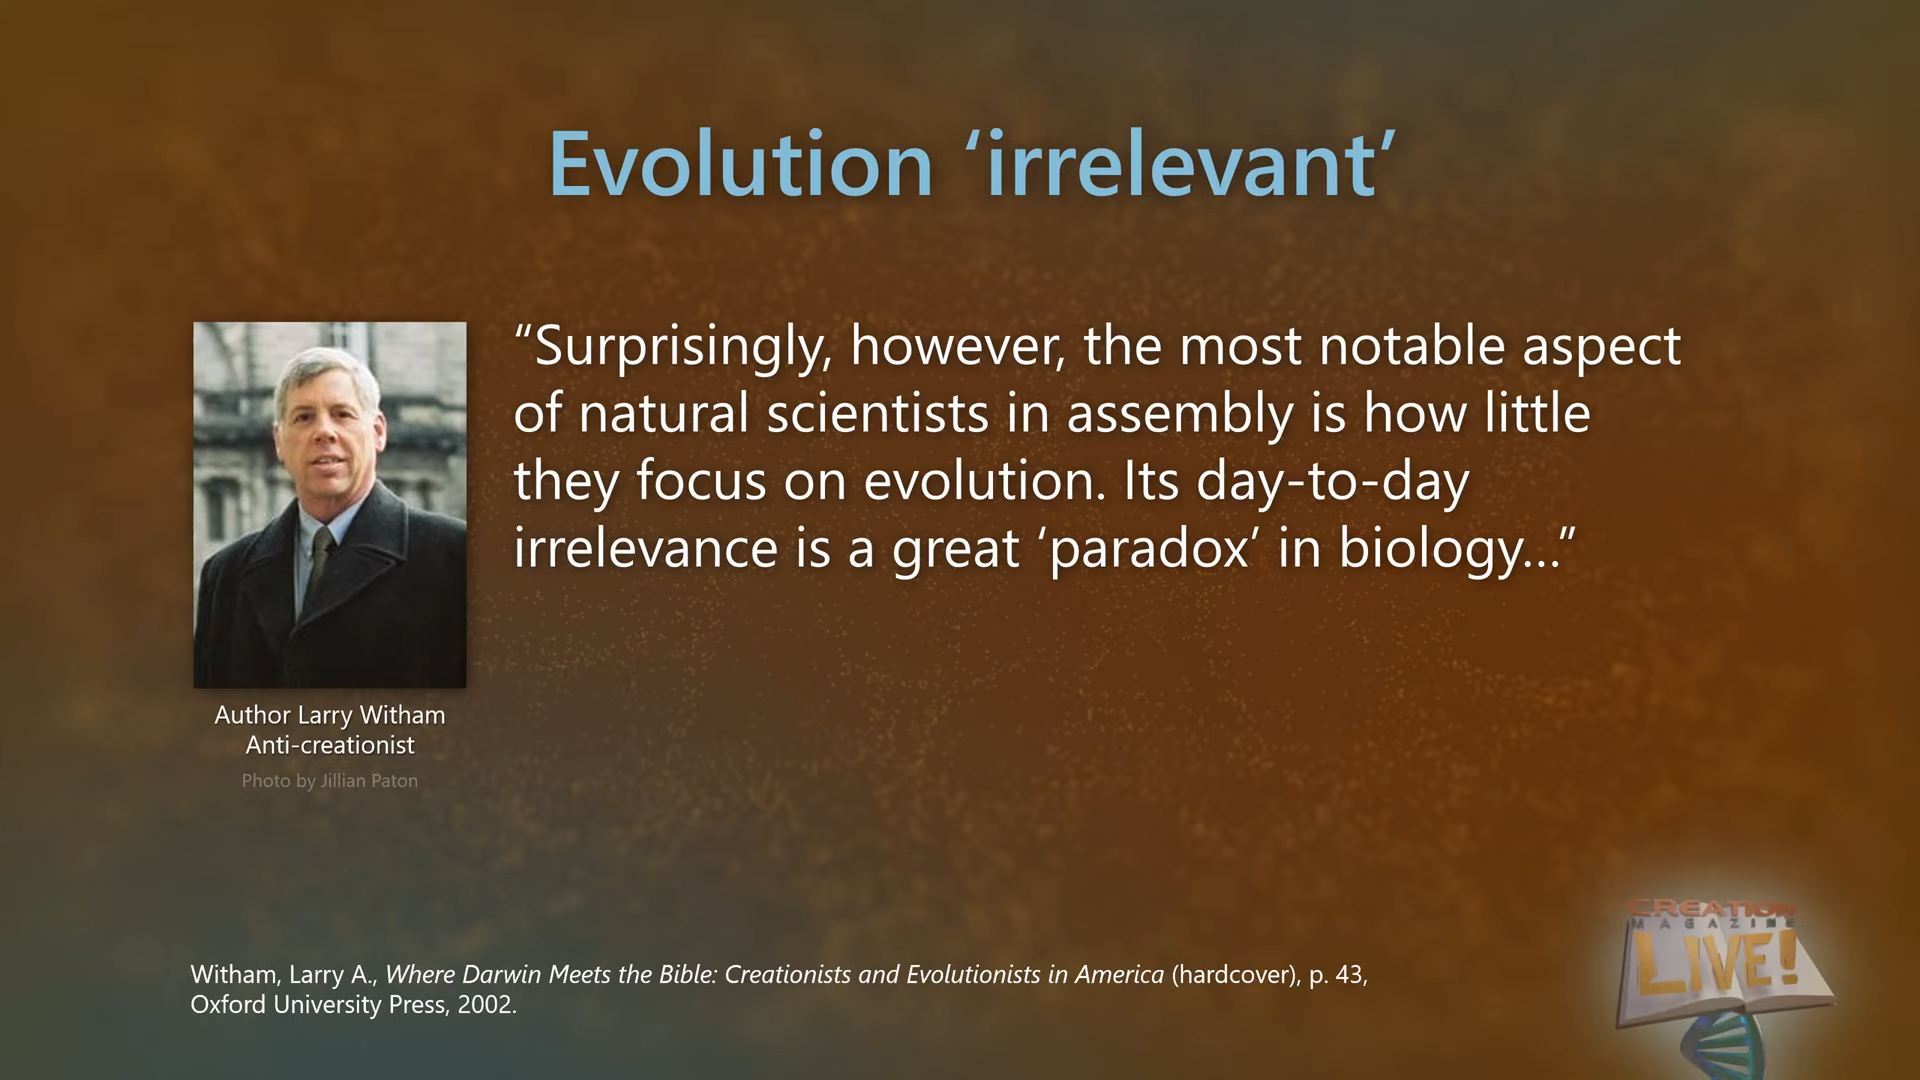 Evolution ‘irrelevant’
“Surprisingly, however, the most notable aspect
of natural scientists in assembly is how little
they focus on evolution. Its day-to-day
irrelevance is a great ‘paradox’ in biology...”
Author Larry Witham
Anti-creationist
Photo by Jillian Paton
Witham, Larry A., Where Darwin Meets the Bible: Creationists and Evolutionists in America (hardcover), p. 43,
Oxford University Press, 2002.
CREATION
MAGAZINE
LIVE!